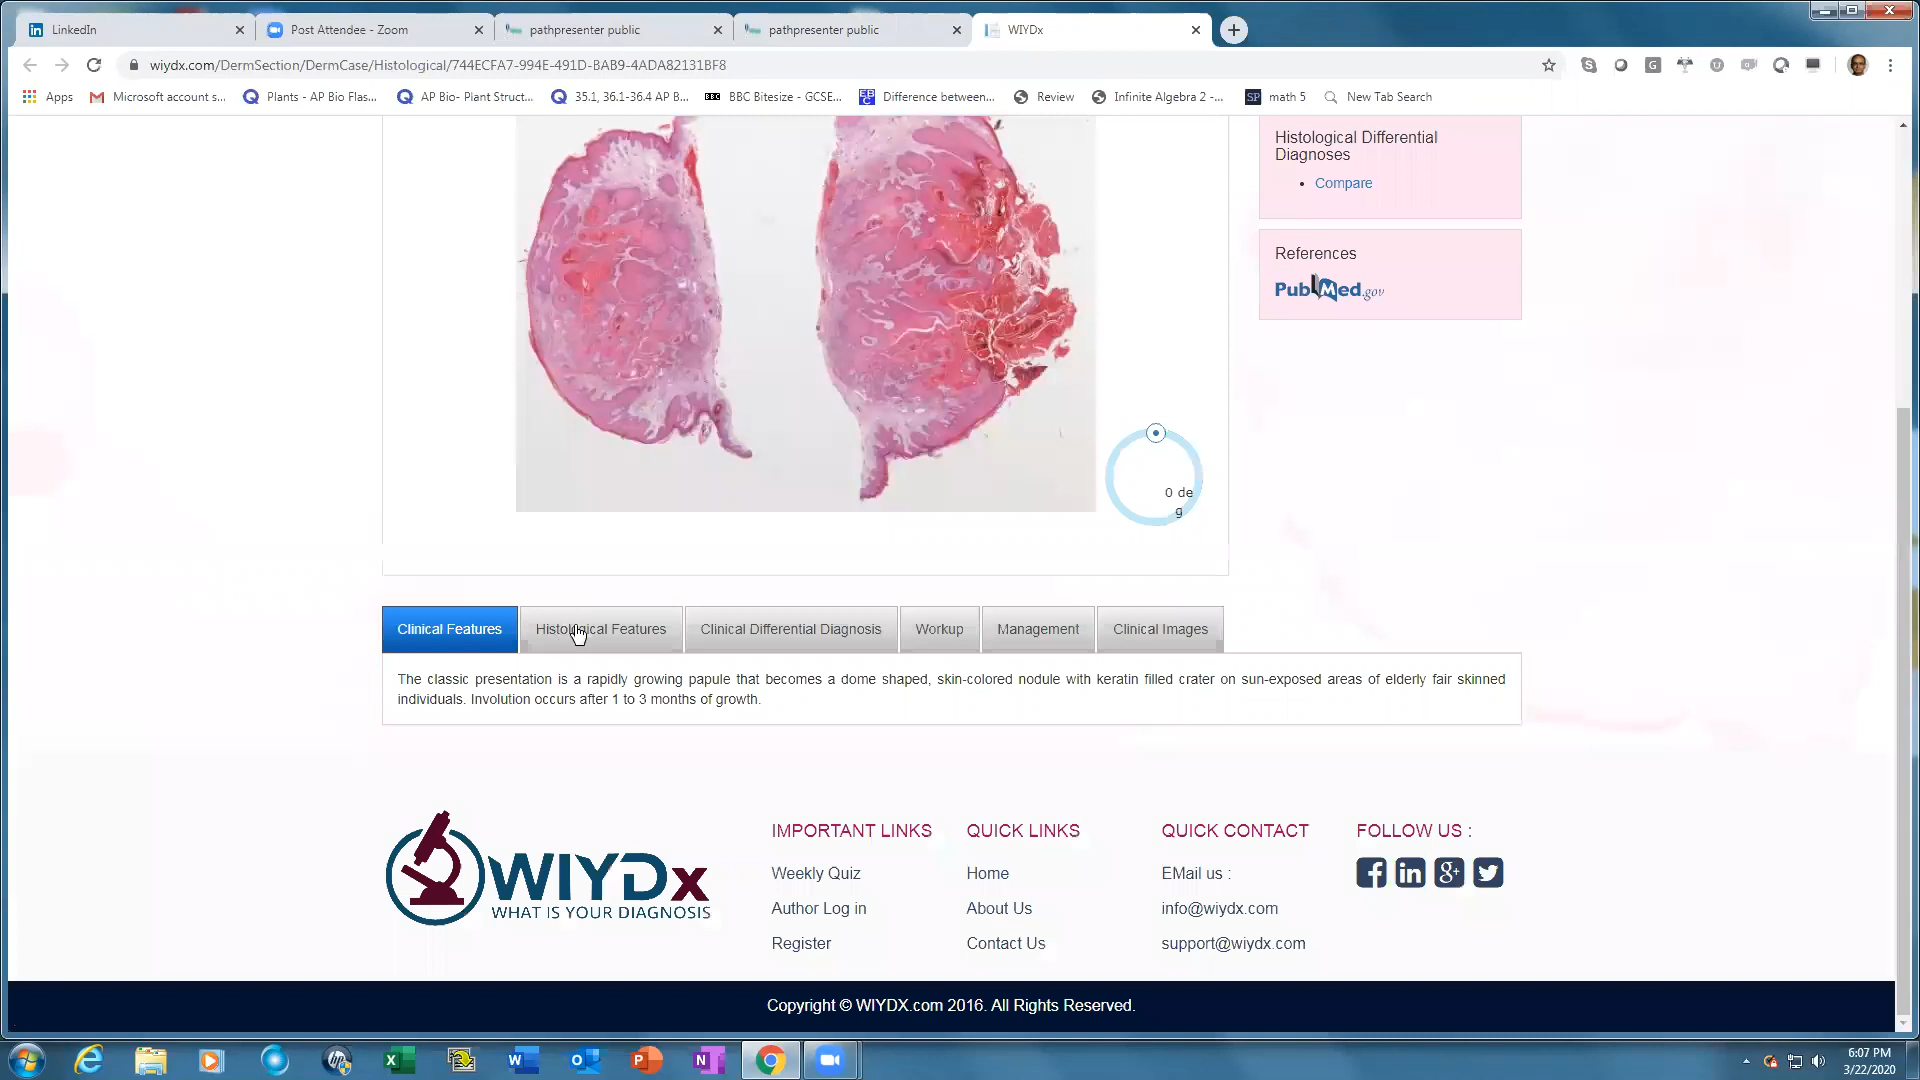 LinkedIn
Post Attendee - Zoom
pathpresenter public
pathpresenter public
WIYDx
wiydx.com/DermSection/DermCase/Histological/744ECFA7-994E-491D-BAB9-4ADA82131BF8
Apps
Microsoft account s...
Plants - AP Bio Flas...
AP Bio- Plant Struct...
35.1, 36.1-36.4 AP B...
BBC BBC Bitesize - GCSE...
EBC Difference between...
Review
Infinite Algebra 2 -...
SP math 5
New Tab Search
Histological Differential
Diagnoses
• Compare
References
PubMed.gov
0 de
g
Clinical Features
Histological Features
Clinical Differential Diagnosis
Workup
Management
Clinical Images
The classic presentation is a rapidly growing papule that becomes a dome shaped, skin-colored nodule with keratin filled crater on sun-exposed areas of elderly fair skinned
individuals. Involution occurs after 1 to 3 months of growth.
WIYDx
WHAT IS YOUR DIAGNOSIS
IMPORTANT LINKS
Weekly Quiz
Author Log in
Register
QUICK LINKS
Home
About Us
Contact Us
QUICK CONTACT
EMail us :
info@wiydx.com
support@wiydx.com
FOLLOW US :
Copyright © WIYDX.com 2016. All Rights Reserved.
6:07 PM
3/22/2020